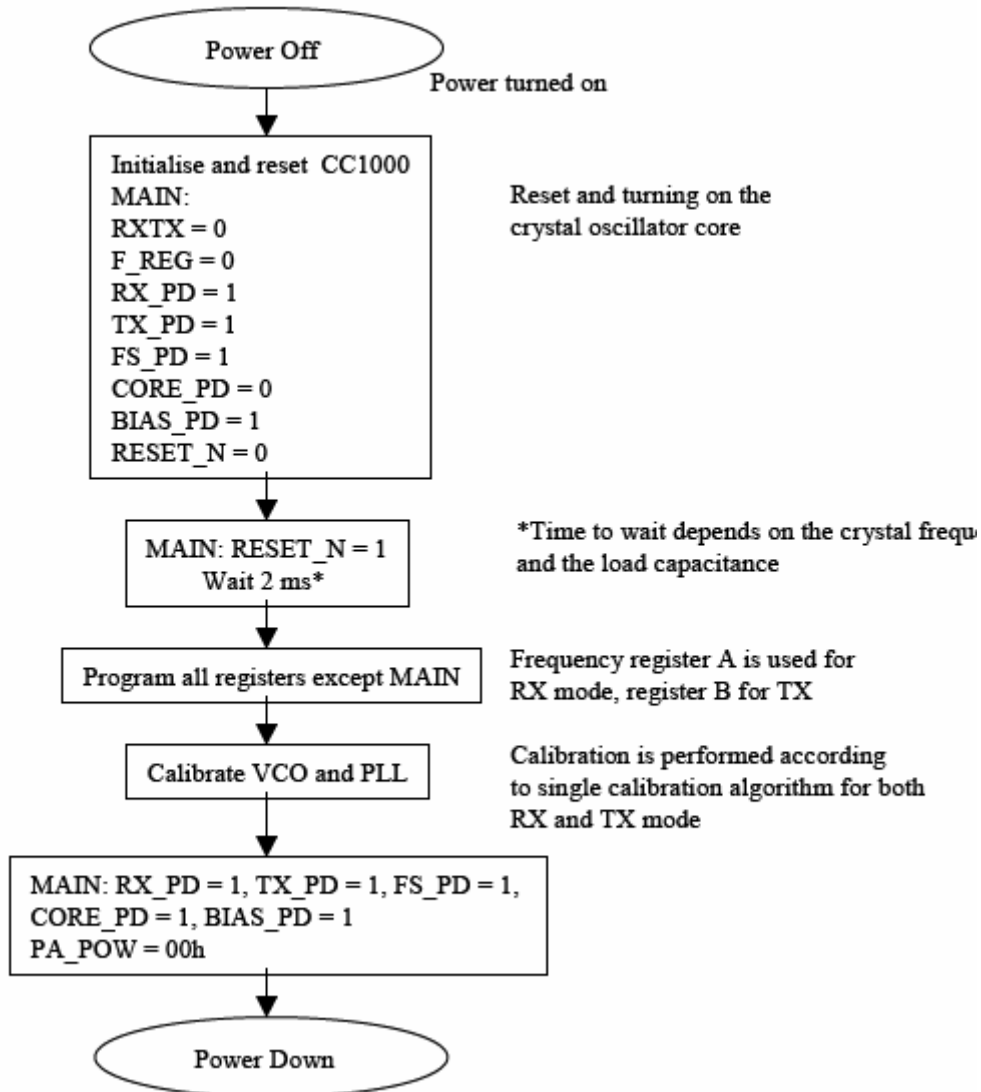 Power Off
Power turned on
Initialise and reset CC1000
MAIN:
RXTX = 0
F_REG = 0
RX_PD = 1
TX_PD = 1
FS_PD = 1
CORE_PD = 0
BIAS_PD = 1
RESET_N = 0
Reset and turning on the
crystal oscillator core
MAIN: RESET_N = 1
Wait 2 ms*
*Time to wait depends on the crystal frequ
and the load capacitance
Program all registers except MAIN
Frequency register A is used for
RX mode, register B for TX
Calibrate VCO and PLL
Calibration is performed according
to single calibration algorithm for both
RX and TX mode
MAIN: RX_PD = 1, TX_PD = 1, FS_PD = 1,
CORE_PD = 1, BIAS_PD = 1
PA_POW = 00h
Power Down